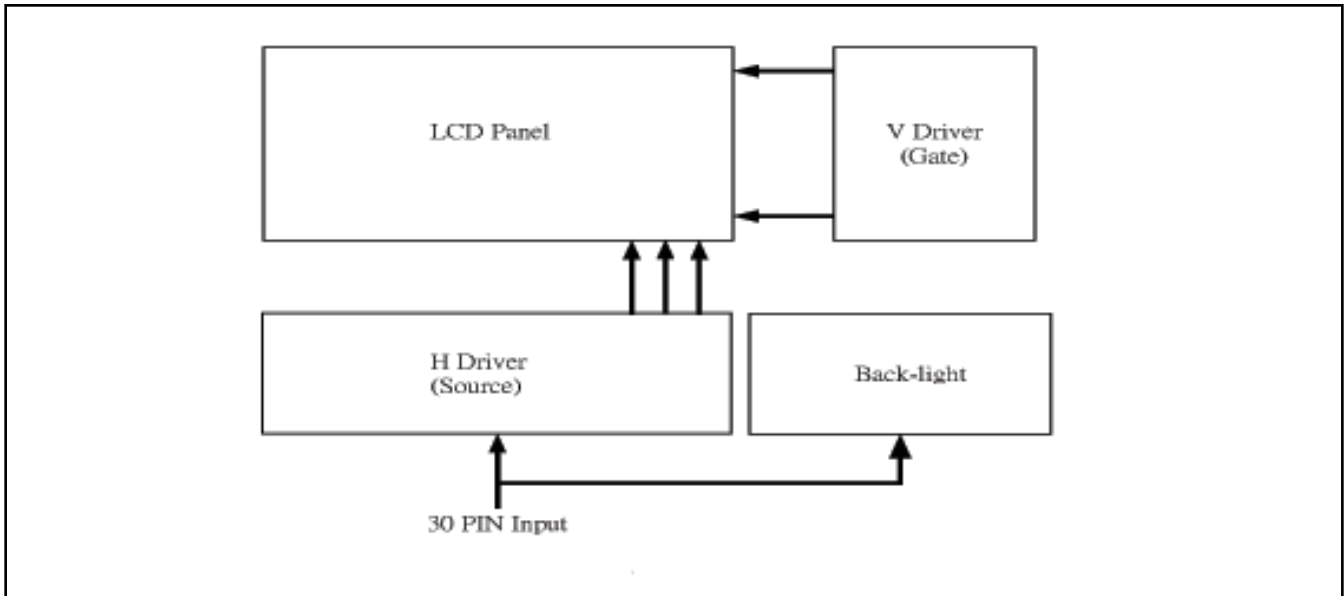 LCD Panel
V Driver
(Gate)
H Driver
(Source)
Back-light
30 PIN Input